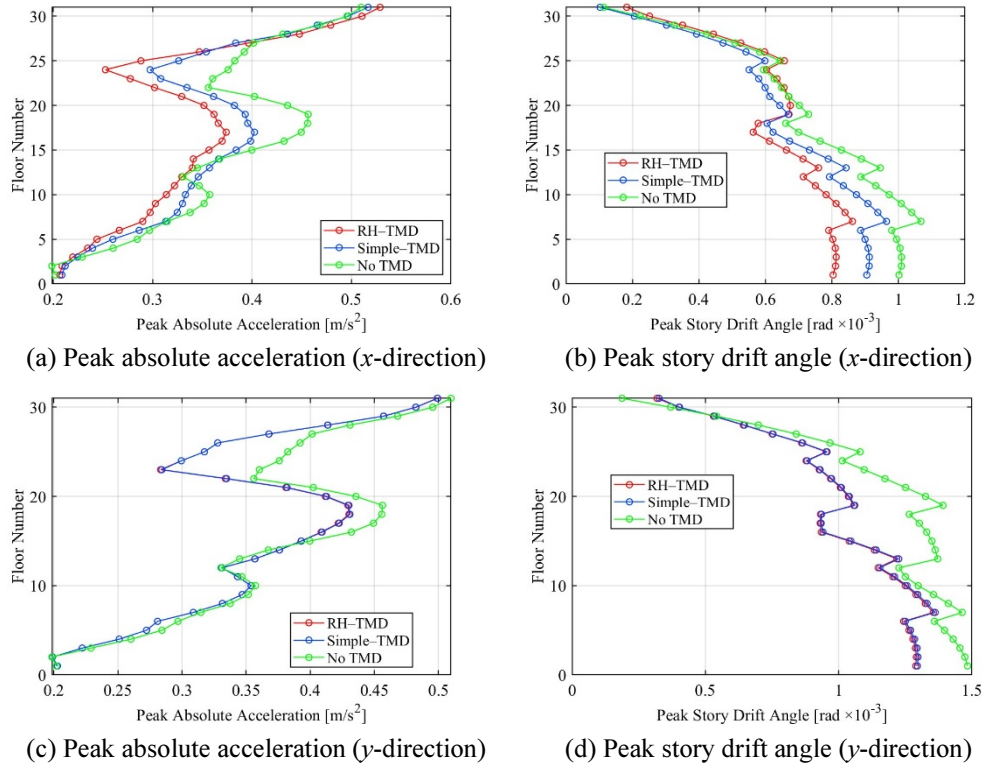 30
25
20
15
10
5
0
Floor Number
RH–TMD
Simple–TMD
No TMD
0.2 0.3 0.4 0.5 0.6
Peak Absolute Acceleration [m/s²]
(a) Peak absolute acceleration (x-direction)
30
25
20
15
10
5
0
Floor Number
RH–TMD
Simple–TMD
No TMD
0 0.2 0.4 0.6 0.8 1 1.2
Peak Story Drift Angle [rad ×10⁻³]
(b) Peak story drift angle (x-direction)
30
20
10
0
Floor Number
RH–TMD
Simple–TMD
No TMD
0.2 0.25 0.3 0.35 0.4 0.45 0.5
Peak Absolute Acceleration [m/s²]
(c) Peak absolute acceleration (y-direction)
30
20
10
0
Floor Number
RH–TMD
Simple–TMD
No TMD
0 0.5 1 1.5
Peak Story Drift Angle [rad ×10⁻³]
(d) Peak story drift angle (y-direction)